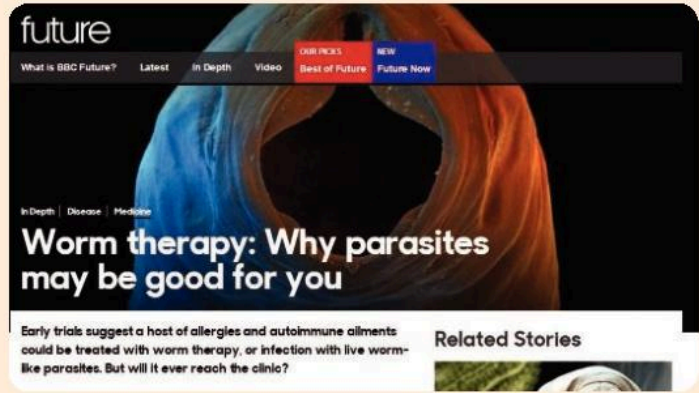 future
OUR PICKS
NEW
What is BBC Future?
Latest
In Depth
Video
Best of Future
Future Now
In Depth
Disease
Medicine
Worm therapy: Why parasites
may be good for you
Early trials suggest a host of allergies and autoimmune ailments
could be treated with worm therapy, or infection with live worm-
like parasites. But will it ever reach the clinic?
Related Stories